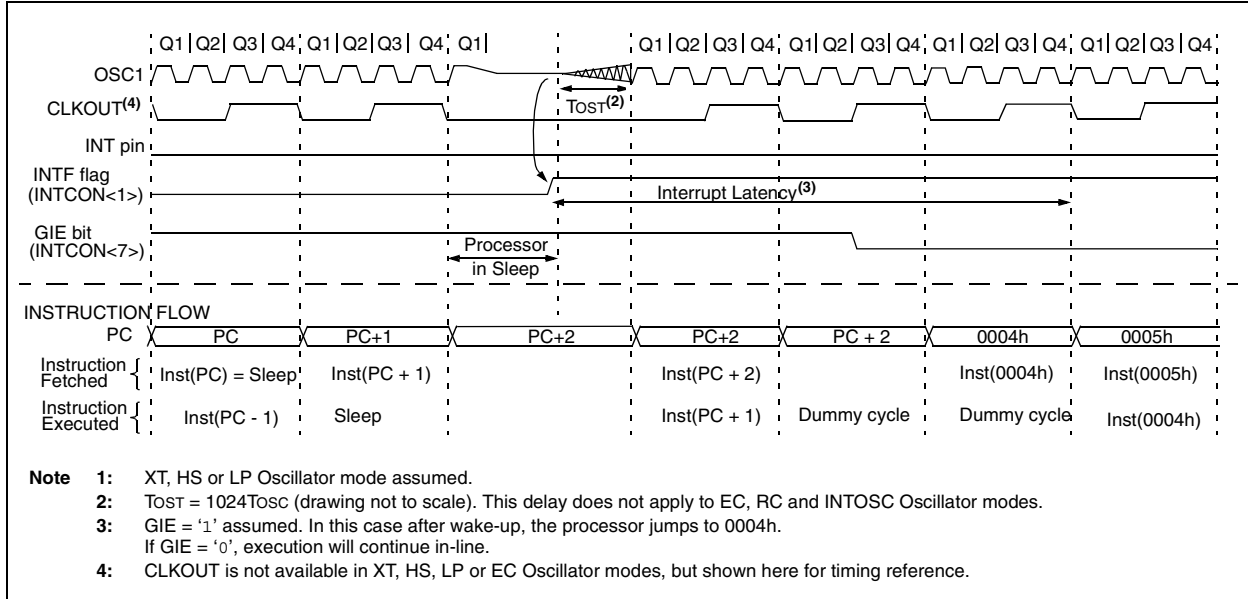 Q1 Q2 Q3 Q4 Q1 Q2 Q3 Q4 Q1 Q1 Q2 Q3 Q4 Q1 Q2 Q3 Q4 Q1 Q2 Q3 Q4 Q1 Q2 Q3 Q4
OSC1
TOST(2)
CLKOUT(4)
INT pin
INTF flag
(INTCON<1>)
Interrupt Latency(3)
GIE bit
(INTCON<7>)
Processor
in Sleep
INSTRUCTION FLOW
PC PC PC+1 PC+2 PC+2 PC + 2 0004h 0005h
Instruction
Fetched
Inst(PC) = Sleep Inst(PC + 1) Inst(PC + 2) Inst(0004h) Inst(0005h)
Instruction
Executed
Inst(PC - 1) Sleep Inst(PC + 1) Dummy cycle Dummy cycle Inst(0004h)
Note 1: XT, HS or LP Oscillator mode assumed.
2: TOST = 1024TOSC (drawing not to scale). This delay does not apply to EC, RC and INTOSC Oscillator modes.
3: GIE = '1' assumed. In this case after wake-up, the processor jumps to 0004h.
If GIE = '0', execution will continue in-line.
4: CLKOUT is not available in XT, HS, LP or EC Oscillator modes, but shown here for timing reference.